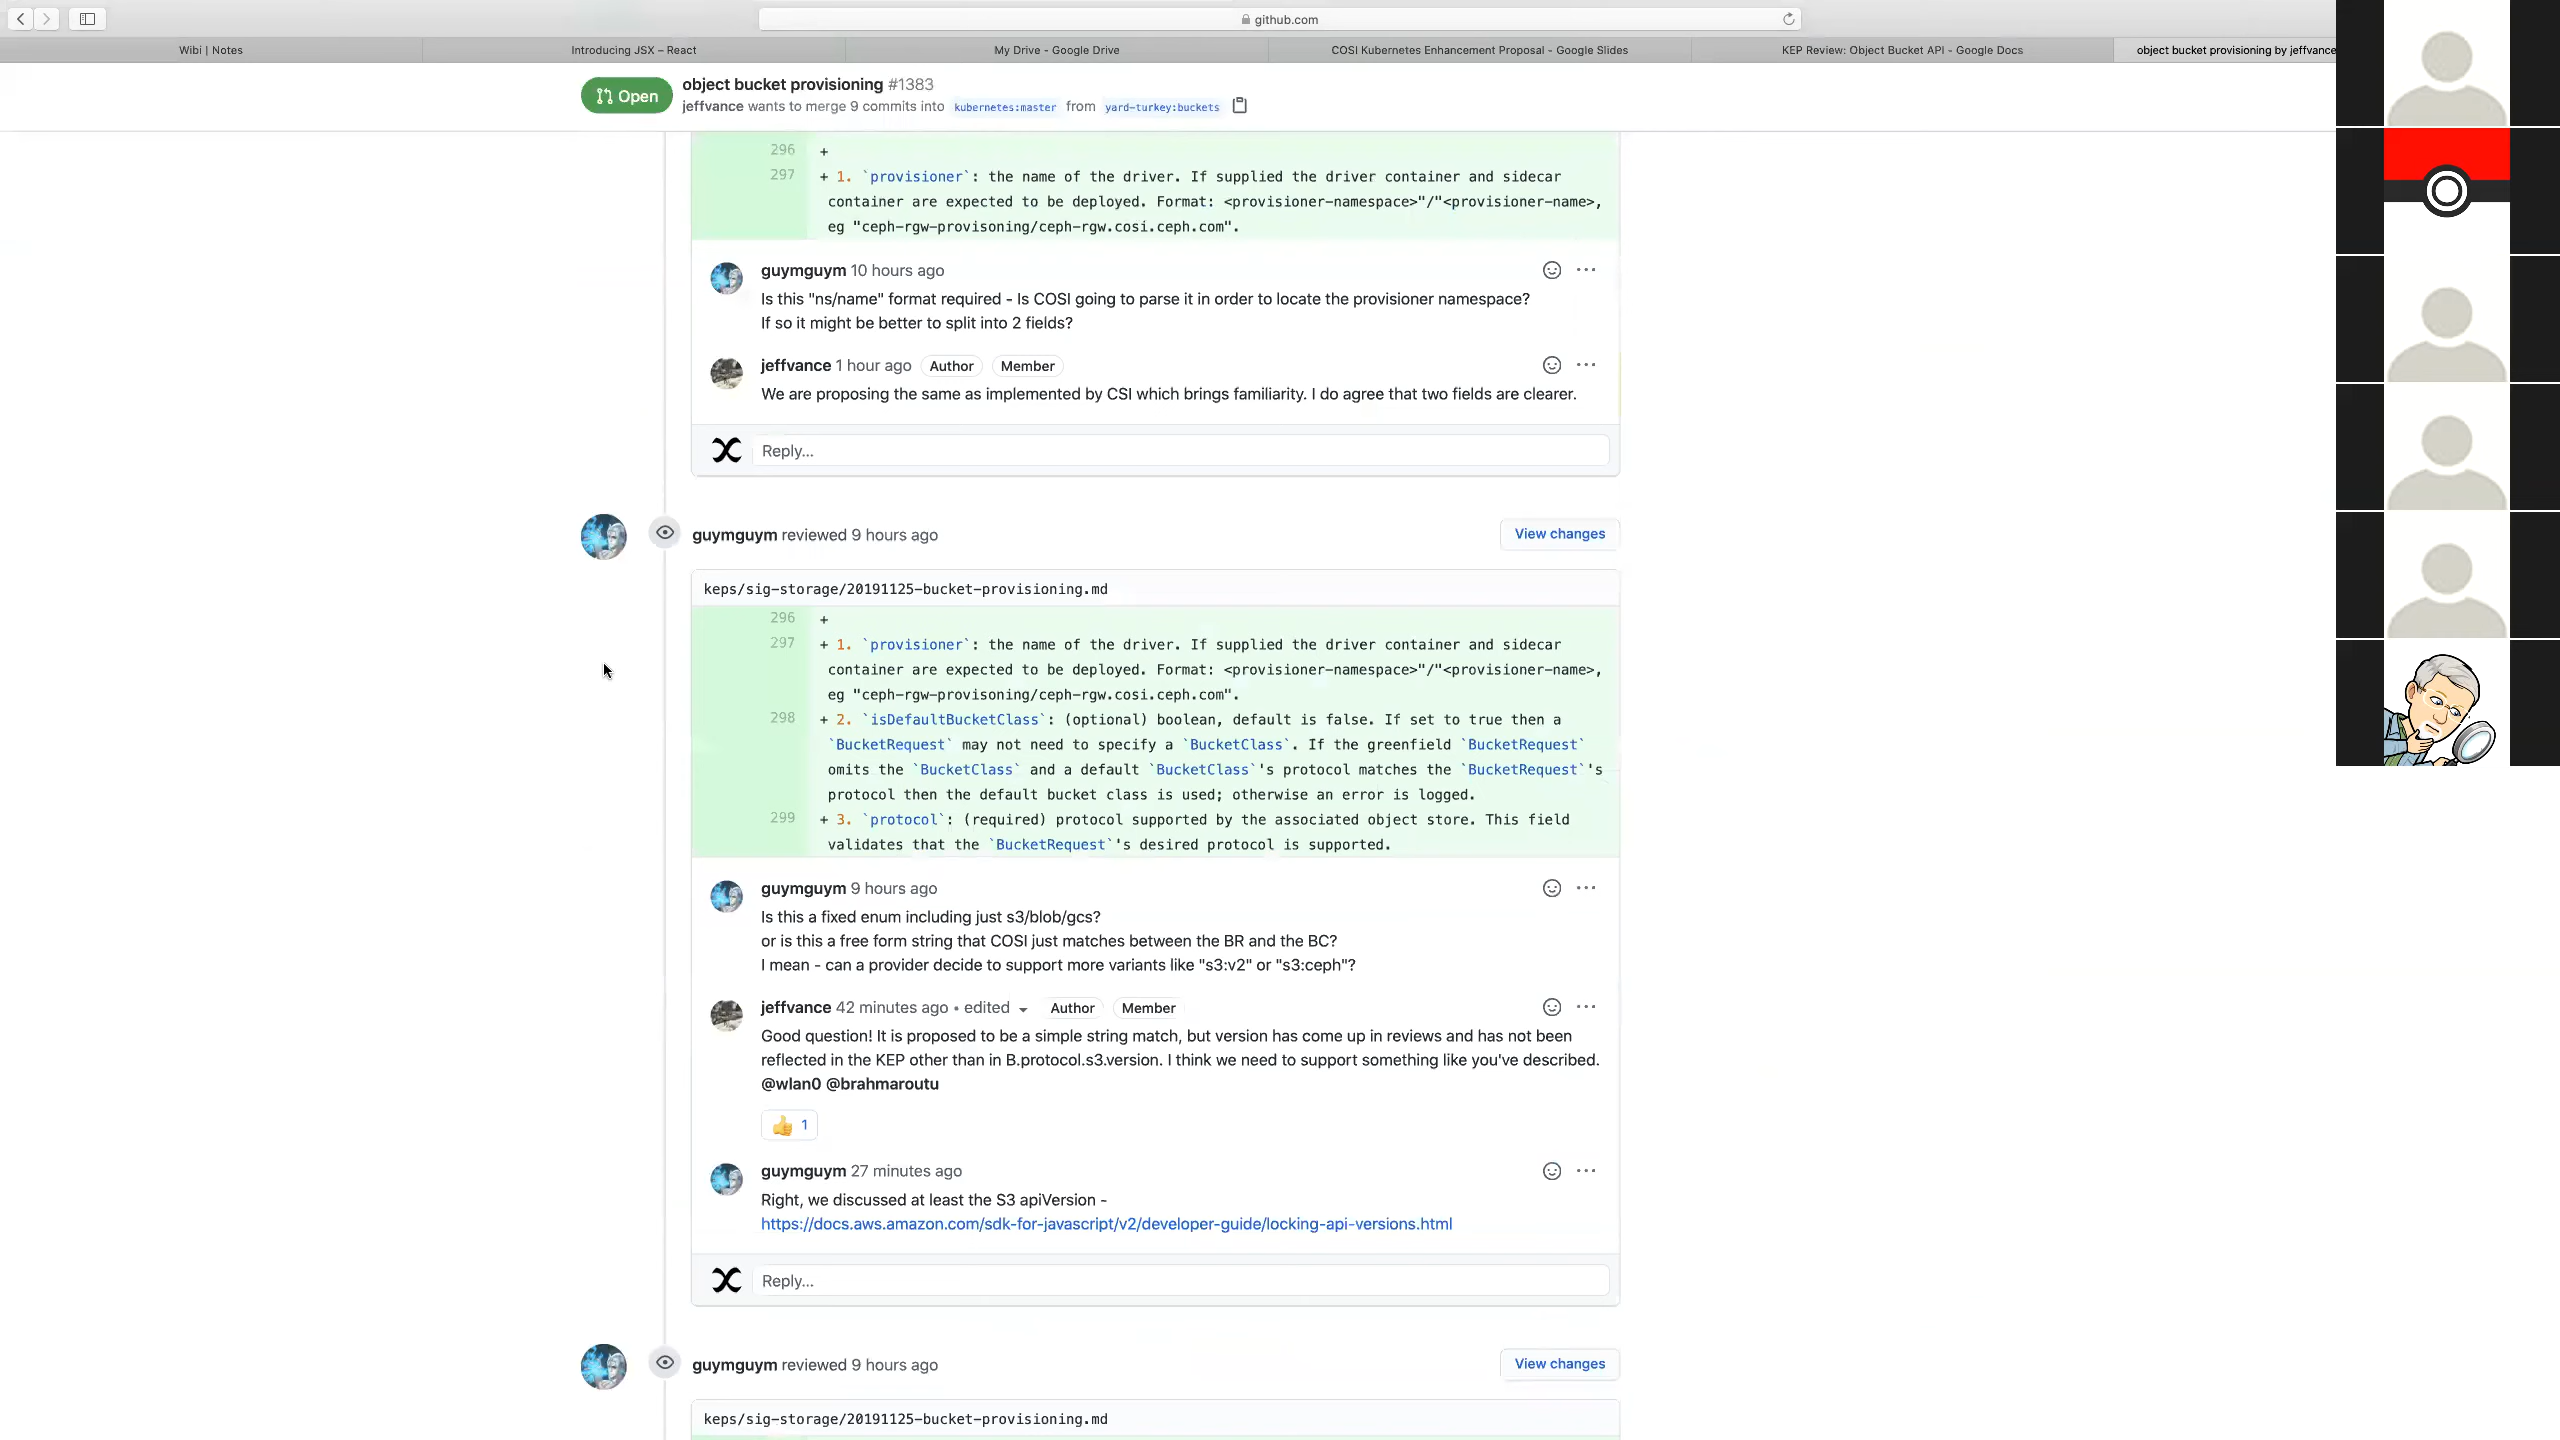 github.com
Wibi | Notes
Introducing JSX – React
My Drive - Google Drive
COSI Kubernetes Enhancement Proposal - Google Slides
KEP Review: Object Bucket API - Google Docs
object bucket provisioning by jeffvance
Open
object bucket provisioning #1383
jeffvance wants to merge 9 commits into kubernetes:master from yard-turkey:buckets
296 +
297 + 1. `provisioner`: the name of the driver. If supplied the driver container and sidecar
container are expected to be deployed. Format: <provisioner-namespace>"/"<provisioner-name>,
eg "ceph-rgw-provisoning/ceph-rgw.cosi.ceph.com".
guymguym 10 hours ago
Is this "ns/name" format required - Is COSI going to parse it in order to locate the provisioner namespace?
If so it might be better to split into 2 fields?
jeffvance 1 hour ago Author Member
We are proposing the same as implemented by CSI which brings familiarity. I do agree that two fields are clearer.
Reply...
guymguym reviewed 9 hours ago
View changes
keps/sig-storage/20191125-bucket-provisioning.md
296 +
297 + 1. `provisioner`: the name of the driver. If supplied the driver container and sidecar
container are expected to be deployed. Format: <provisioner-namespace>"/"<provisioner-name>,
eg "ceph-rgw-provisoning/ceph-rgw.cosi.ceph.com".
298 + 2. `isDefaultBucketClass`: (optional) boolean, default is false. If set to true then a
`BucketRequest` may not need to specify a `BucketClass`. If the greenfield `BucketRequest`
omits the `BucketClass` and a default `BucketClass`'s protocol matches the `BucketRequest`'s
protocol then the default bucket class is used; otherwise an error is logged.
299 + 3. `protocol`: (required) protocol supported by the associated object store. This field
validates that the `BucketRequest`'s desired protocol is supported.
guymguym 9 hours ago
Is this a fixed enum including just s3/blob/gcs?
or is this a free form string that COSI just matches between the BR and the BC?
I mean - can a provider decide to support more variants like "s3:v2" or "s3:ceph"?
jeffvance 42 minutes ago • edited Author Member
Good question! It is proposed to be a simple string match, but version has come up in reviews and has not been
reflected in the KEP other than in B.protocol.s3.version. I think we need to support something like you've described.
@wlan0 @brahmaroutu
👍 1
guymguym 27 minutes ago
Right, we discussed at least the S3 apiVersion -
https://docs.aws.amazon.com/sdk-for-javascript/v2/developer-guide/locking-api-versions.html
Reply...
guymguym reviewed 9 hours ago
View changes
keps/sig-storage/20191125-bucket-provisioning.md